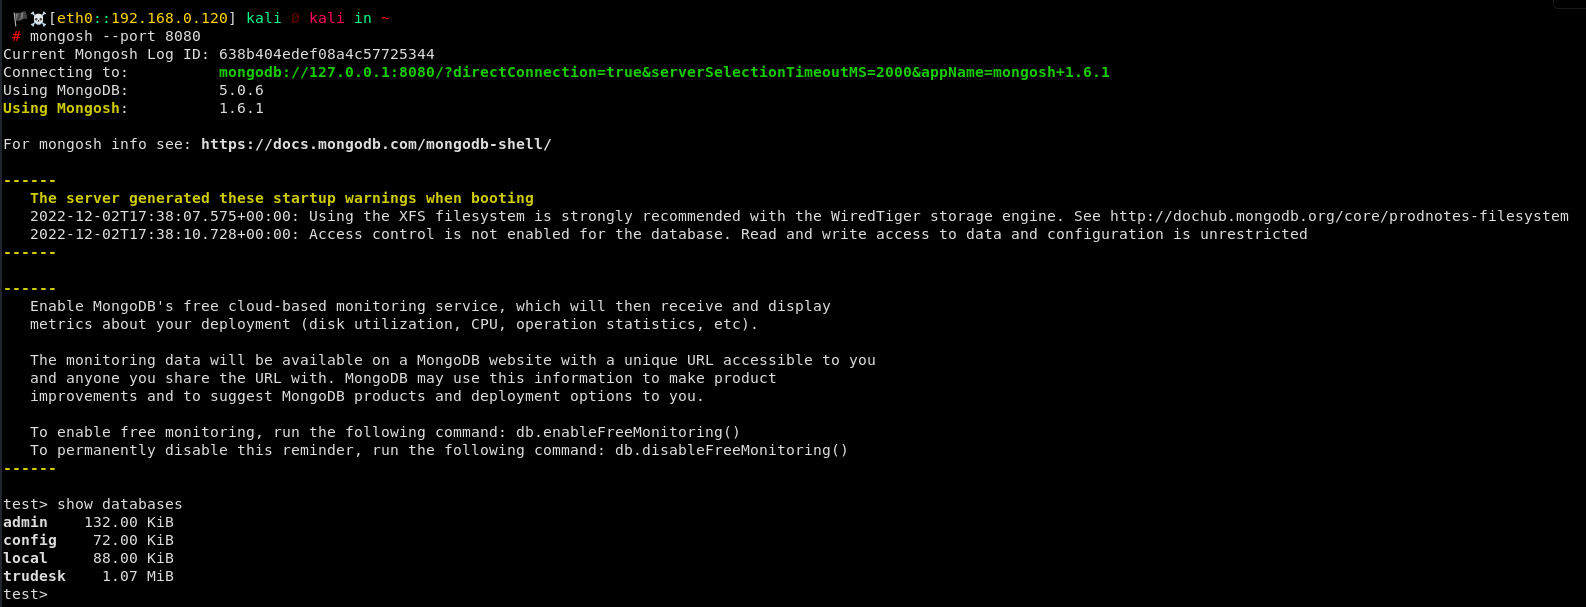 🏴☠[eth0::192.168.0.120] kali Ø kali in ~
# mongosh --port 8080
Current Mongosh Log ID: 638b404edef08a4c57725344
Connecting to: mongodb://127.0.0.1:8080/?directConnection=true&serverSelectionTimeoutMS=2000&appName=mongosh+1.6.1
Using MongoDB: 5.0.6
Using Mongosh: 1.6.1
For mongosh info see: https://docs.mongodb.com/mongodb-shell/
------
The server generated these startup warnings when booting
2022-12-02T17:38:07.575+00:00: Using the XFS filesystem is strongly recommended with the WiredTiger storage engine. See http://dochub.mongodb.org/core/prodnotes-filesystem
2022-12-02T17:38:10.728+00:00: Access control is not enabled for the database. Read and write access to data and configuration is unrestricted
------
------
Enable MongoDB's free cloud-based monitoring service, which will then receive and display
metrics about your deployment (disk utilization, CPU, operation statistics, etc).
The monitoring data will be available on a MongoDB website with a unique URL accessible to you
and anyone you share the URL with. MongoDB may use this information to make product
improvements and to suggest MongoDB products and deployment options to you.
To enable free monitoring, run the following command: db.enableFreeMonitoring()
To permanently disable this reminder, run the following command: db.disableFreeMonitoring()
------
test> show databases
admin 132.00 KiB
config 72.00 KiB
local 88.00 KiB
trudesk 1.07 MiB
test>